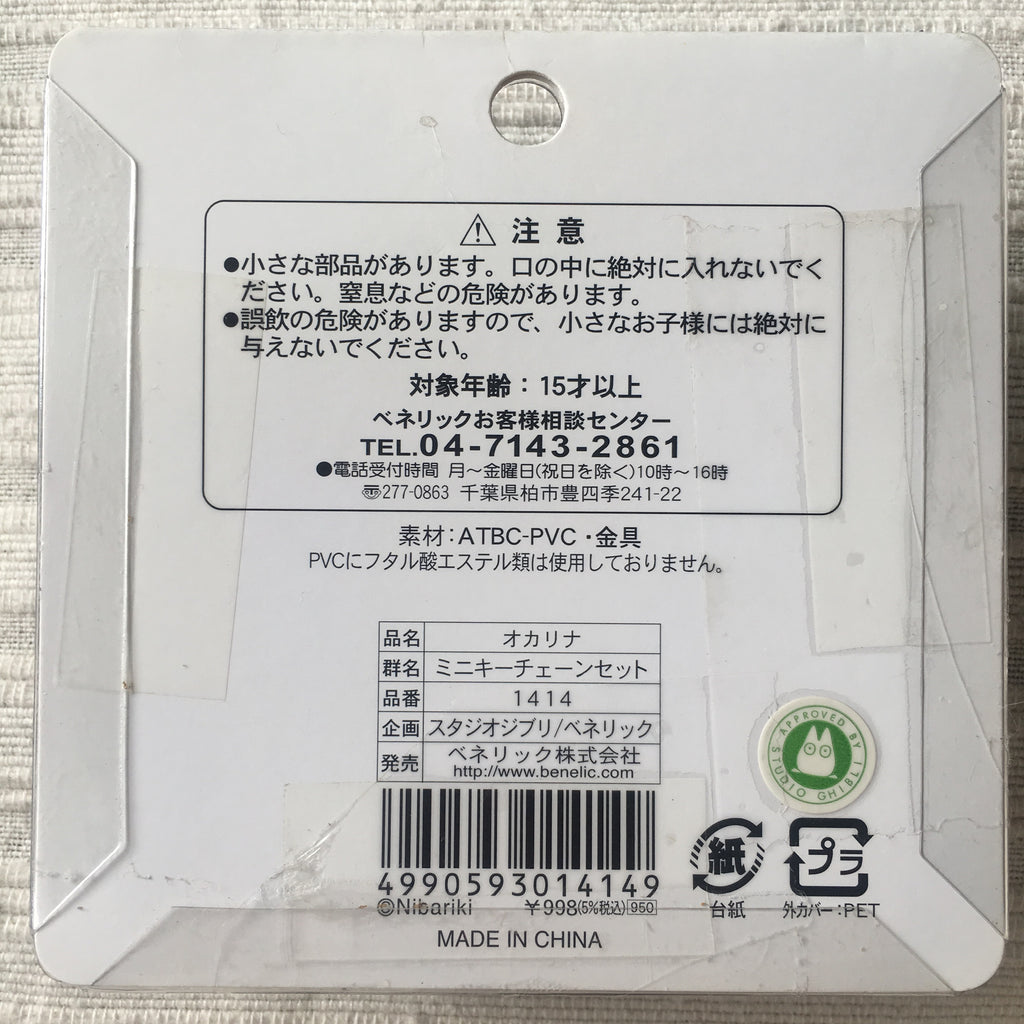 ⚠ 注 意
●小さな部品があります。口の中に絶対に入れないでく
ださい。窒息などの危険があります。
●誤飲の危険がありますので、小さなお子様には絶対に
与えないでください。
対象年齢：15才以上
ベネリックお客様相談センター
TEL.04-7143-2861
●電話受付時間 月～金曜日(祝日を除く)10時～16時
〠277-0863 千葉県柏市豊四季241-22
素材：ATBC-PVC・金具
PVCにフタル酸エステル類は使用しておりません。
品名 オカリナ
群名 ミニキーチェーンセット
品番 1414
企画 スタジオジブリ/ベネリック
発売 ベネリック株式会社
http://www.benelic.com
APPROVED BY STUDIO GHIBLI
4990593014149
©Nibariki ￥998(5%税込) 950
MADE IN CHINA
紙
台紙
プラ
外カバー：PET